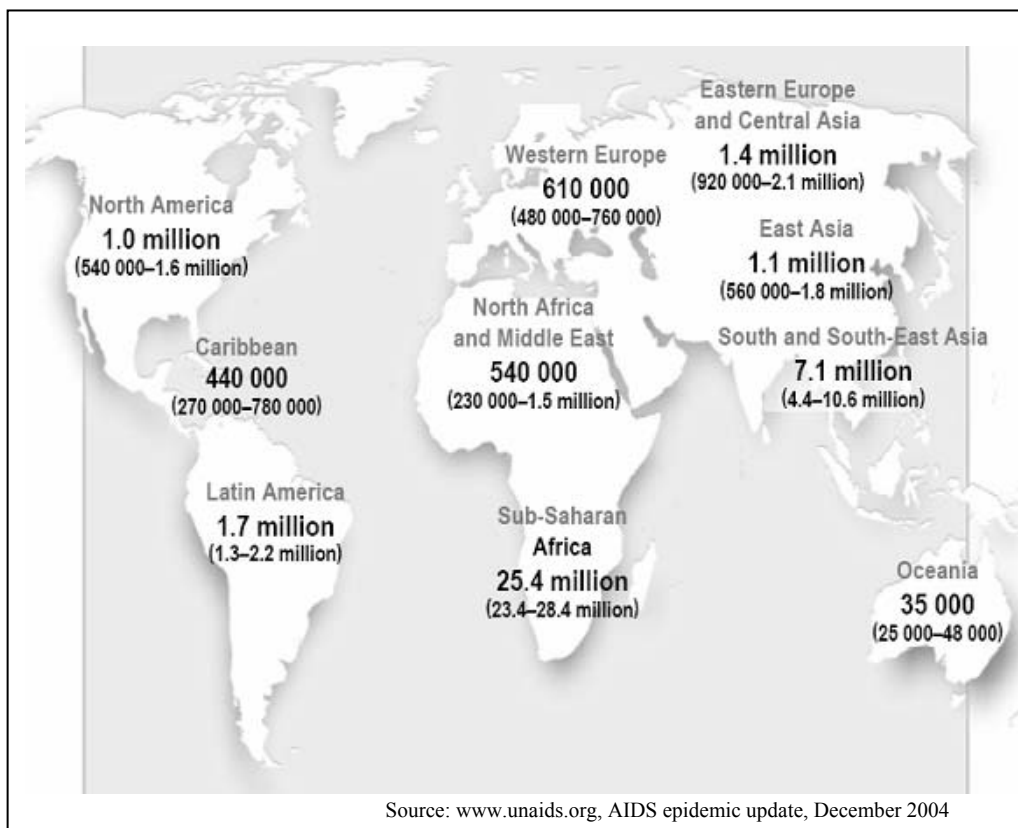 Eastern Europe
and Central Asia
1.4 million
(920 000–2.1 million)
Western Europe
610 000
(480 000–760 000)
North America
1.0 million
(540 000–1.6 million)
East Asia
1.1 million
(560 000–1.8 million)
North Africa
and Middle East
540 000
(230 000–1.5 million)
South and South-East Asia
7.1 million
(4.4–10.6 million)
Caribbean
440 000
(270 000–780 000)
Latin America
1.7 million
(1.3–2.2 million)
Sub-Saharan
Africa
25.4 million
(23.4–28.4 million)
Oceania
35 000
(25 000–48 000)
Source: www.unaids.org, AIDS epidemic update, December 2004